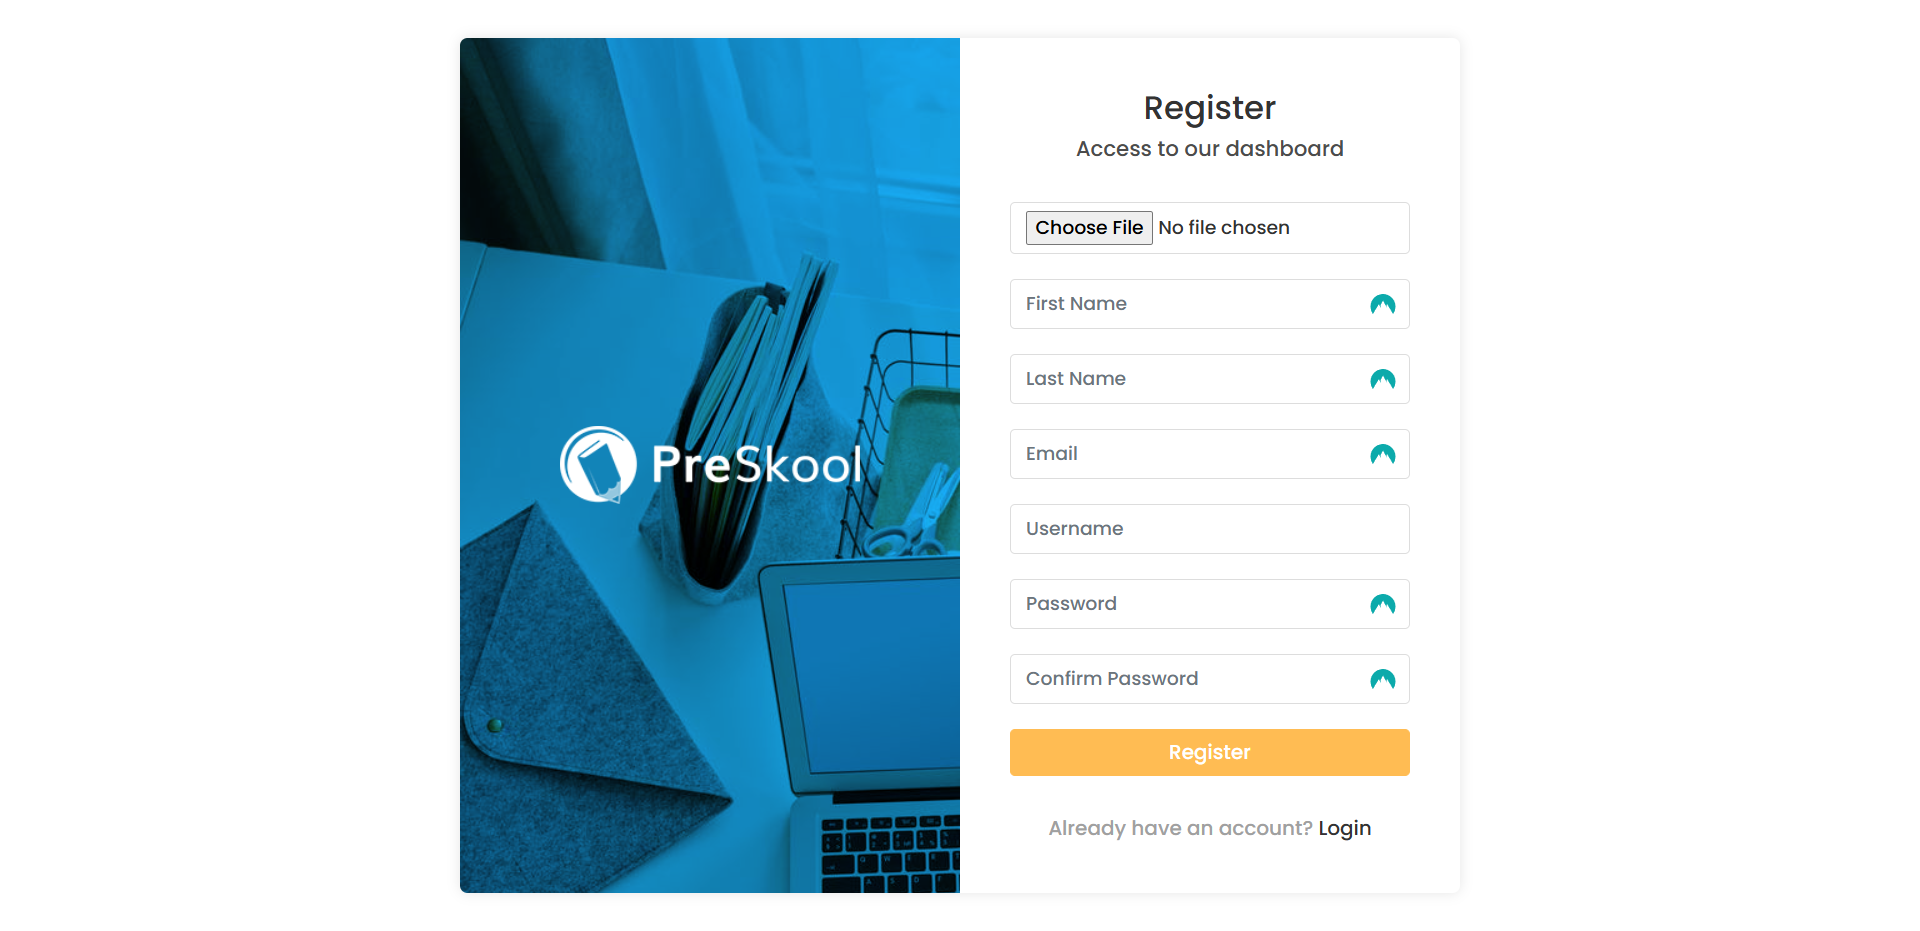 PreSkool
Register
Access to our dashboard
Choose File No file chosen
First Name
Last Name
Email
Username
Password
Confirm Password
Register
Already have an account? Login